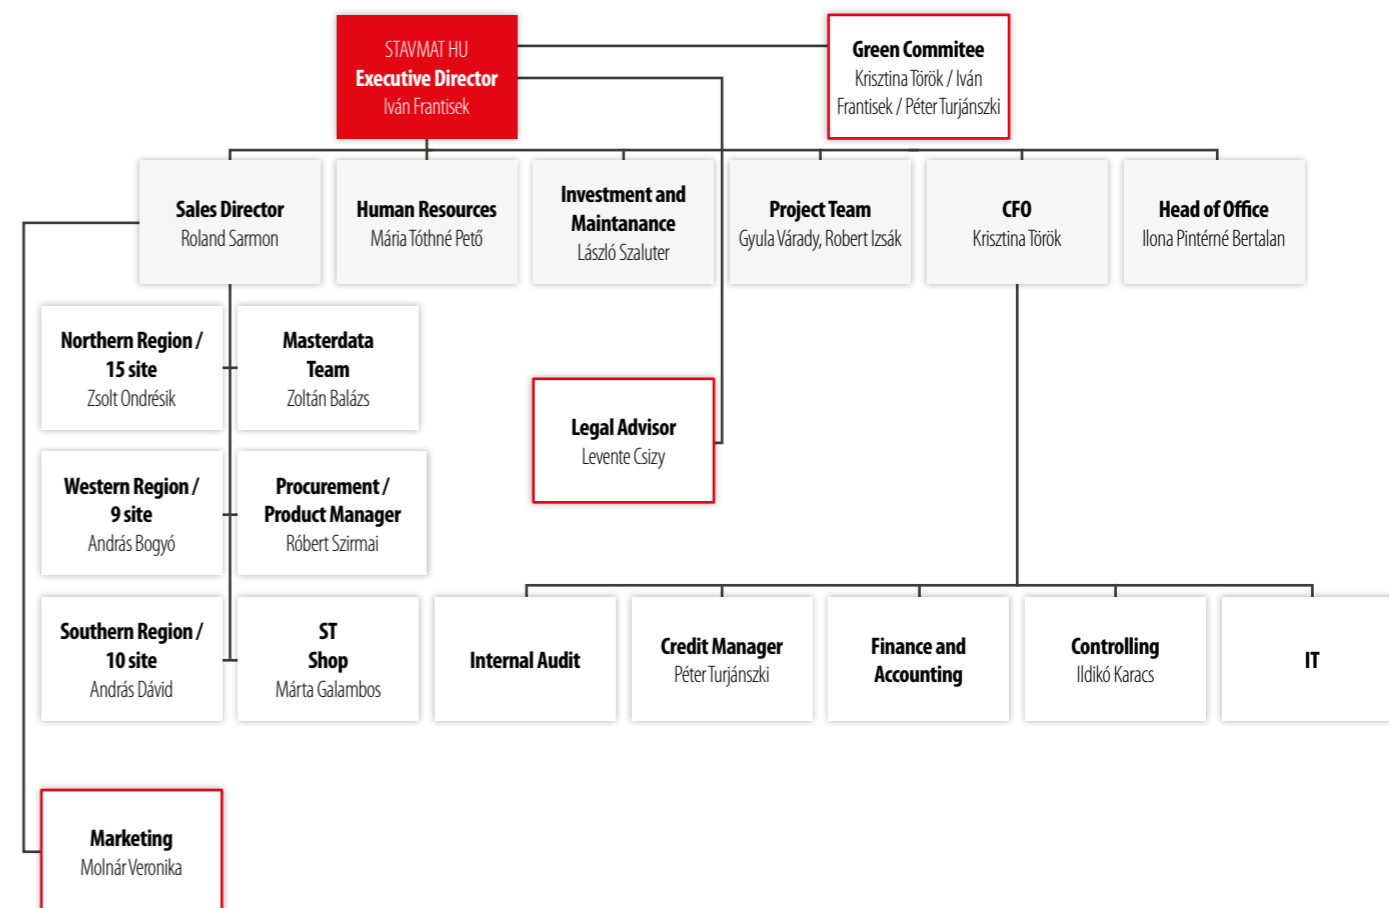 STAVMAT HU
Executive Director
Iván Frantisek
Green Commitee
Krisztina Török / Iván
Frantisek / Péter Turjánszki
Sales Director
Roland Sarmon
Human Resources
Mária Tóthné Pető
Investment and
Maintanance
László Szaluter
Project Team
Gyula Várady, Robert Izsák
CFO
Krisztina Török
Head of Office
Ilona Pintérné Bertalan
Northern Region /
15 site
Zsolt Ondrésik
Masterdata
Team
Zoltán Balázs
Legal Advisor
Levente Csizy
Western Region /
9 site
András Bogyó
Procurement /
Product Manager
Róbert Szirmai
Southern Region /
10 site
András Dávid
ST
Shop
Márta Galambos
Internal Audit
Credit Manager
Péter Turjánszki
Finance and
Accounting
Controlling
Ildikó Karacs
IT
Marketing
Molnár Veronika